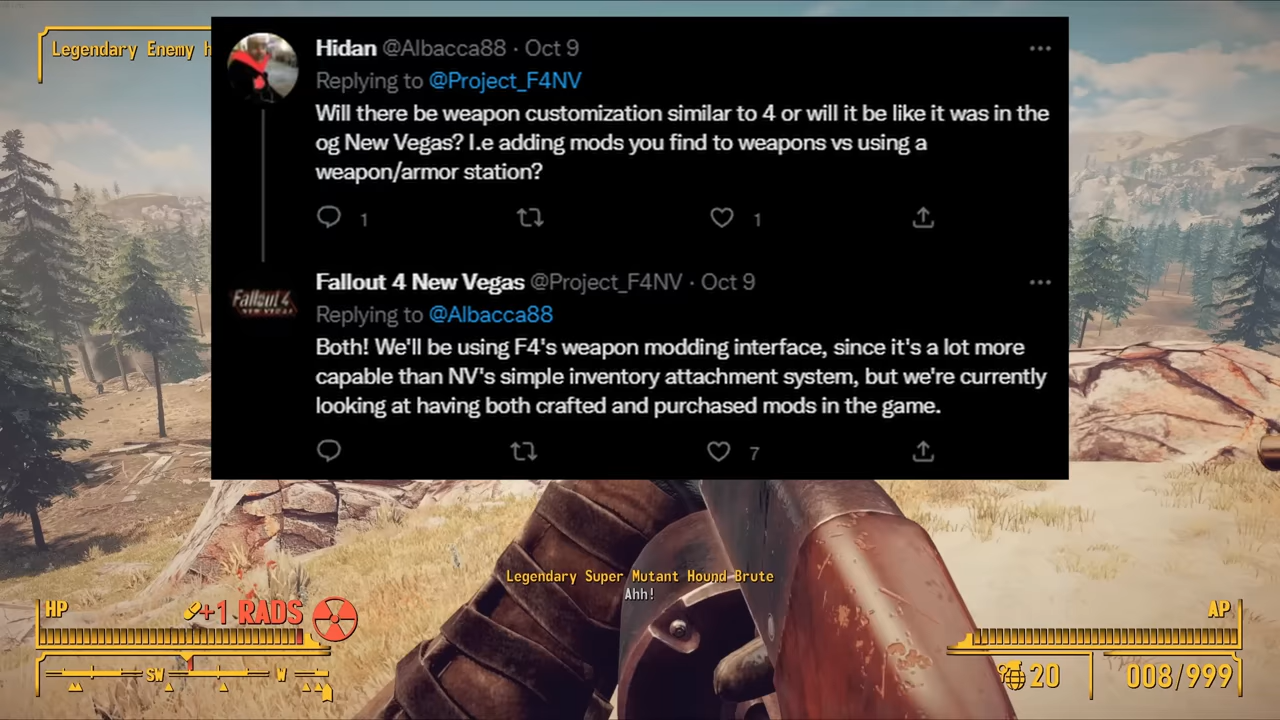 Legendary Enemy h
Hidan @Albacca88 · Oct 9
Replying to @Project_F4NV
Will there be weapon customization similar to 4 or will it be like it was in the
og New Vegas? I.e adding mods you find to weapons vs using a
weapon/armor station?
1
1
Fallout 4 New Vegas @Project_F4NV · Oct 9
Fallout 4
NEW VEGAS
Replying to @Albacca88
Both! We'll be using F4's weapon modding interface, since it's a lot more
capable than NV's simple inventory attachment system, but we're currently
looking at having both crafted and purchased mods in the game.
7
Legendary Super Mutant Hound Brute
Ahh!
HP
+1 RADS
SW
W
AP
20
008/999